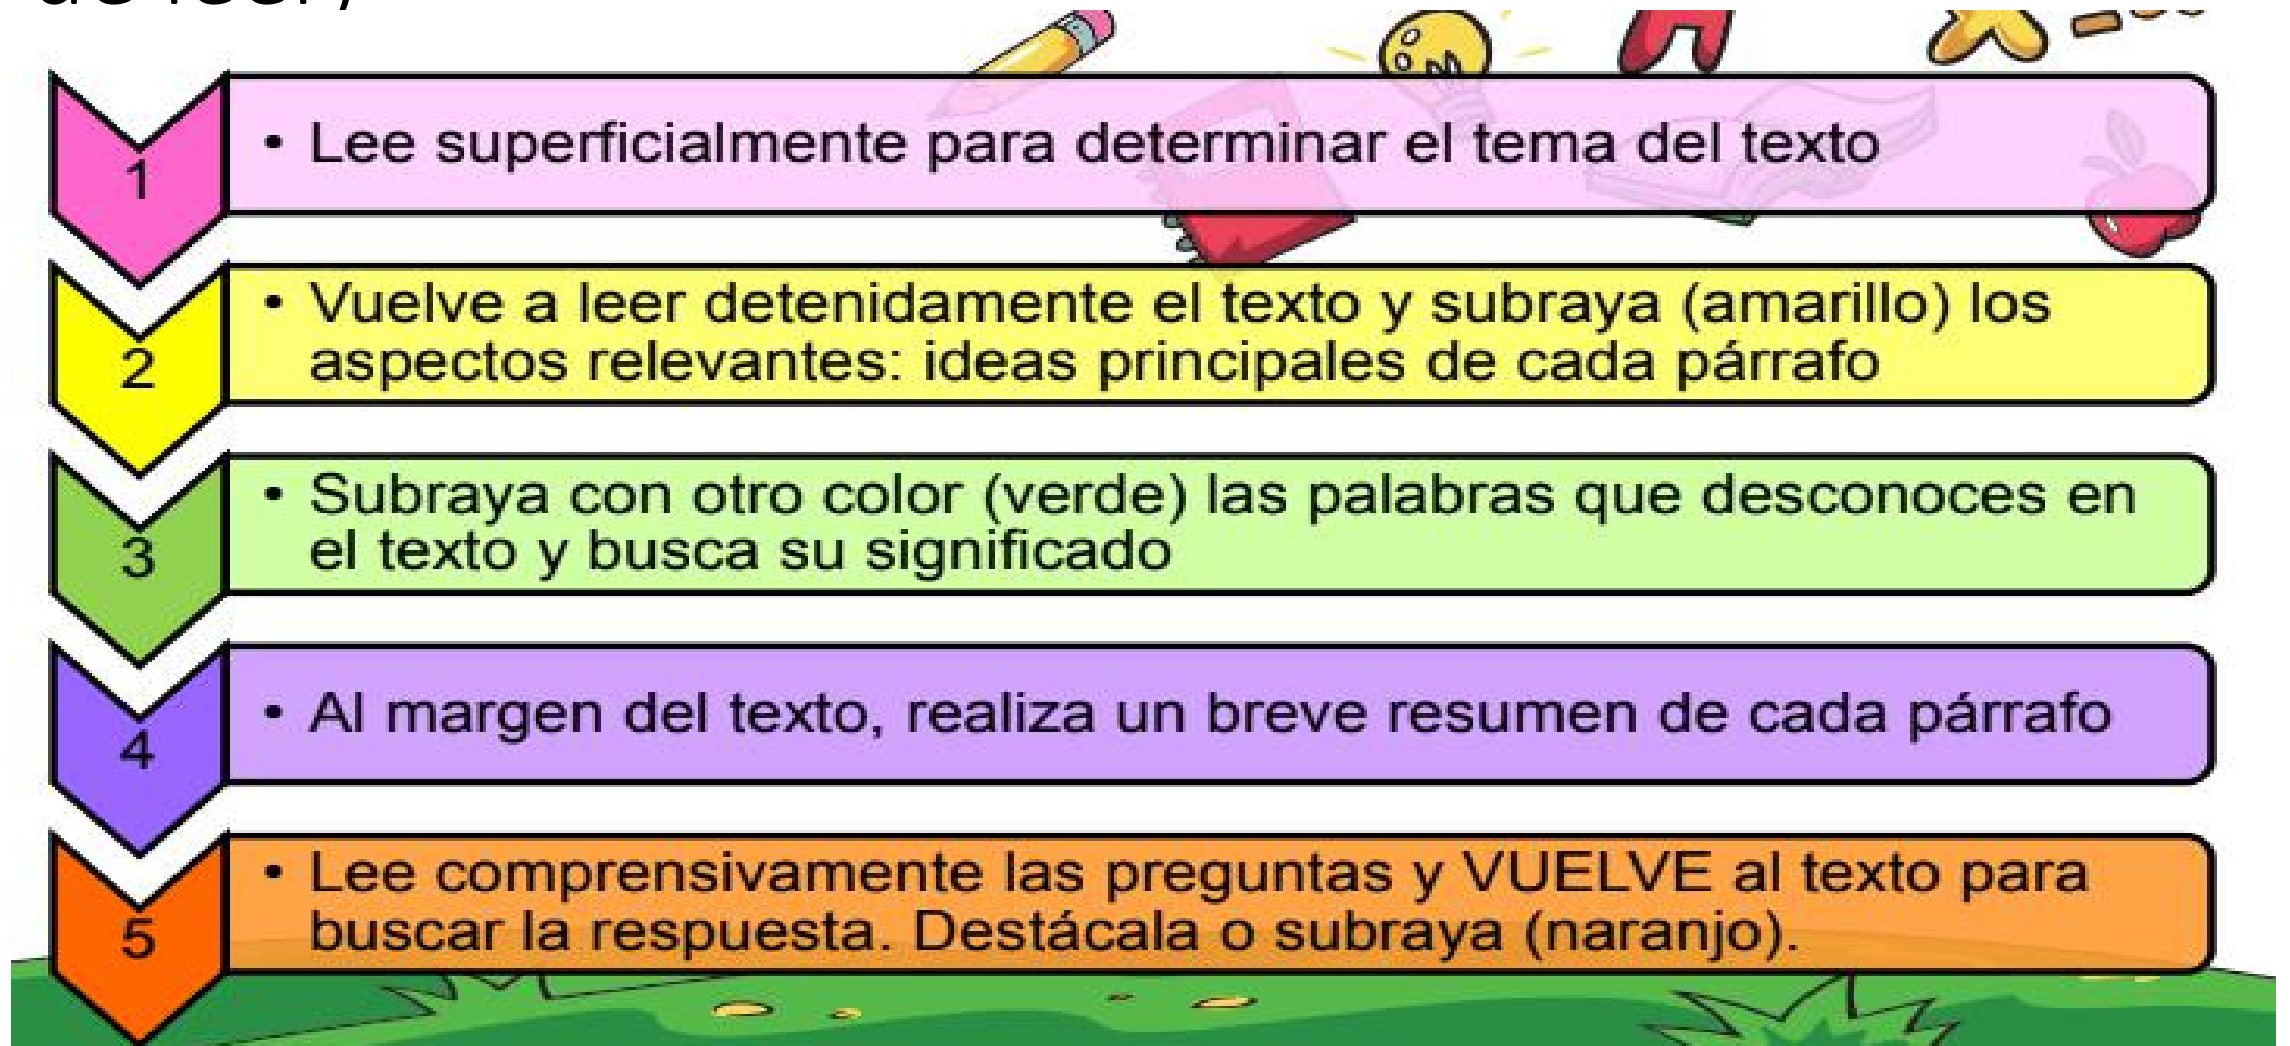 1
• Lee superficialmente para determinar el tema del texto
2
• Vuelve a leer detenidamente el texto y subraya (amarillo) los
aspectos relevantes: ideas principales de cada párrafo
3
• Subraya con otro color (verde) las palabras que desconoces en
el texto y busca su significado
4
• Al margen del texto, realiza un breve resumen de cada párrafo
5
• Lee comprensivamente las preguntas y VUELVE al texto para
buscar la respuesta. Destácala o subraya (naranjo).